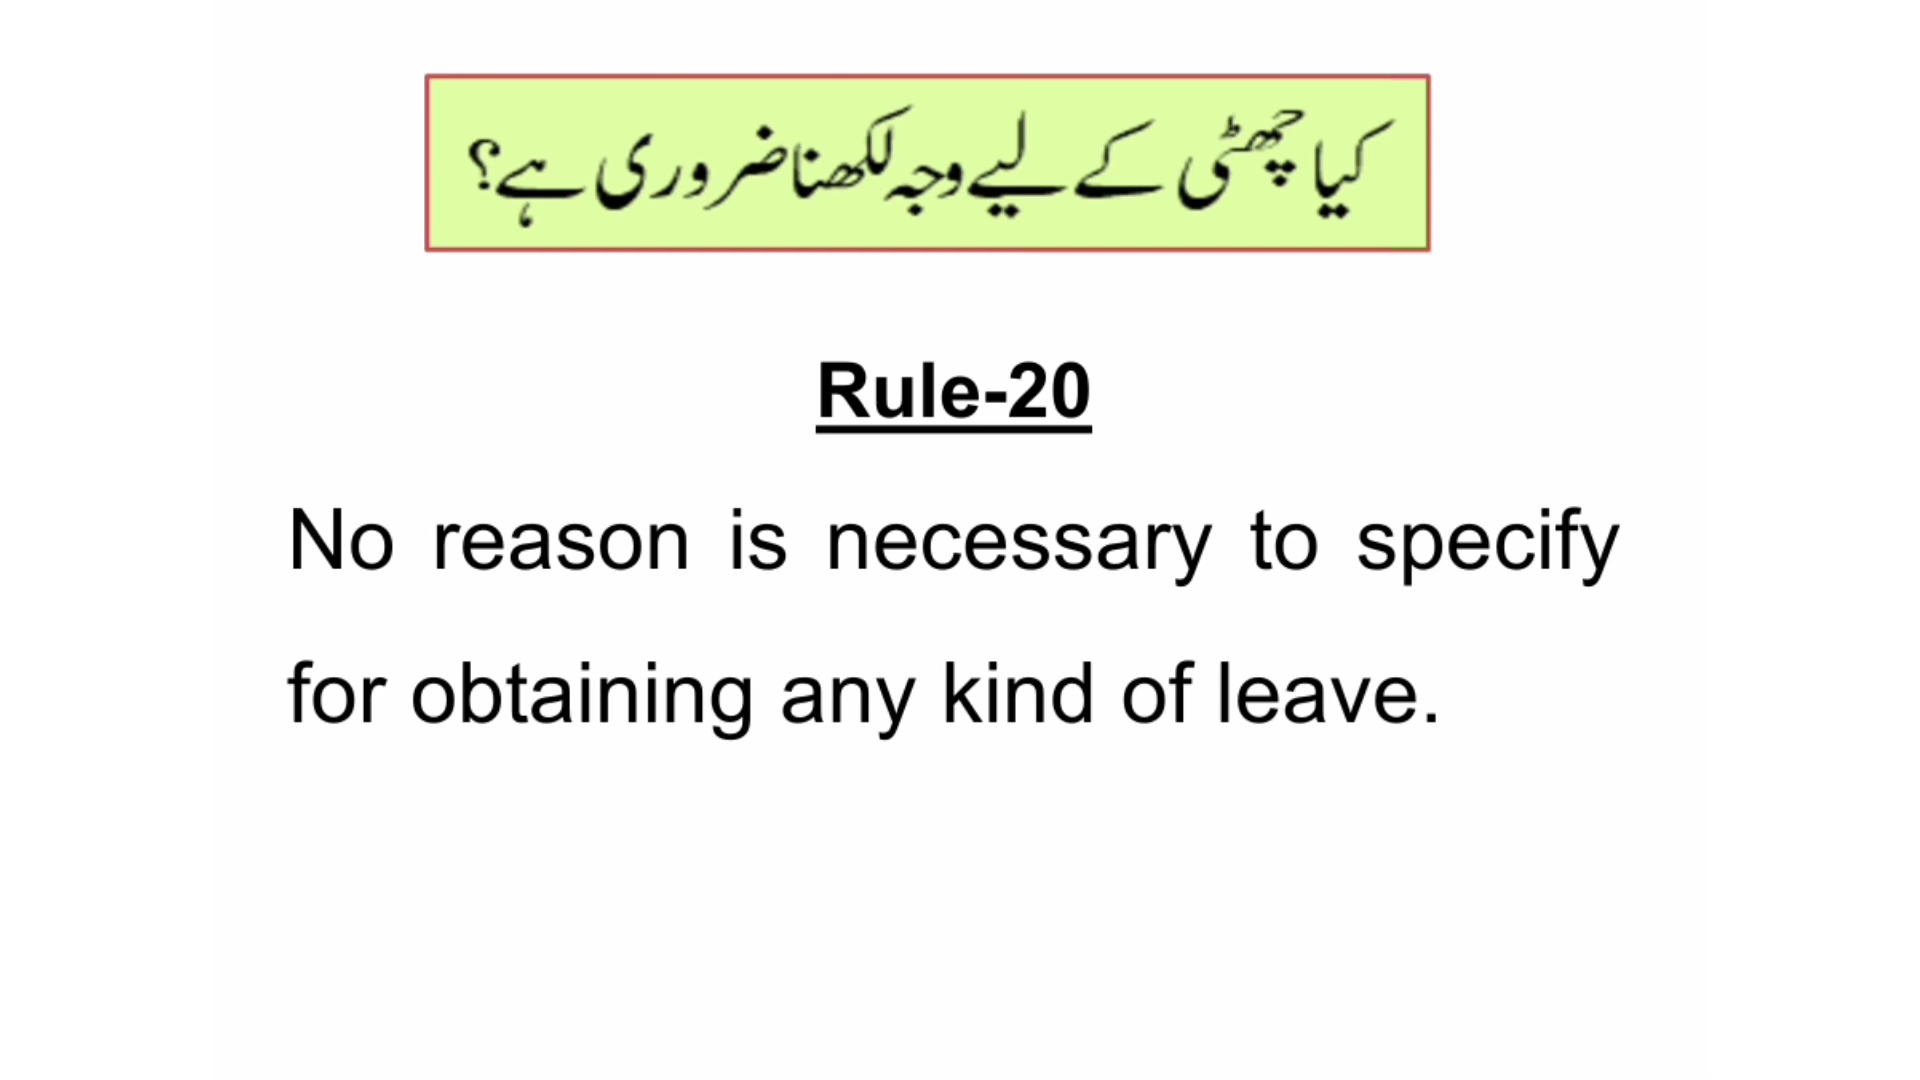 کیا چھٹی کے لیے وجہ لکھنا ضروری ہے؟
Rule-20
No reason is necessary to specify
for obtaining any kind of leave.